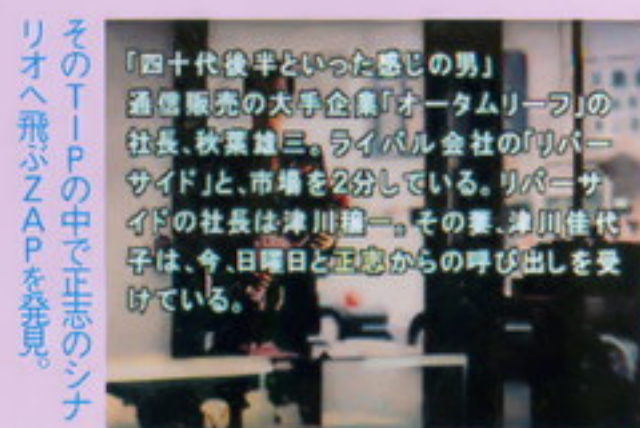 そのTIPの中で正志のシナ
リオへ飛ぶZAPを発見。
「四十代後半といった感じの男」
通信販売の大手企業「オータムリーフ」の
社長、秋葉雄三。ライバル会社の「リバー
サイド」と、市場を2分している。リバーサ
イドの社長は津川穣一。その妻、津川佳代
子は、今、日曜日と正志からの呼び出しを受
けている。